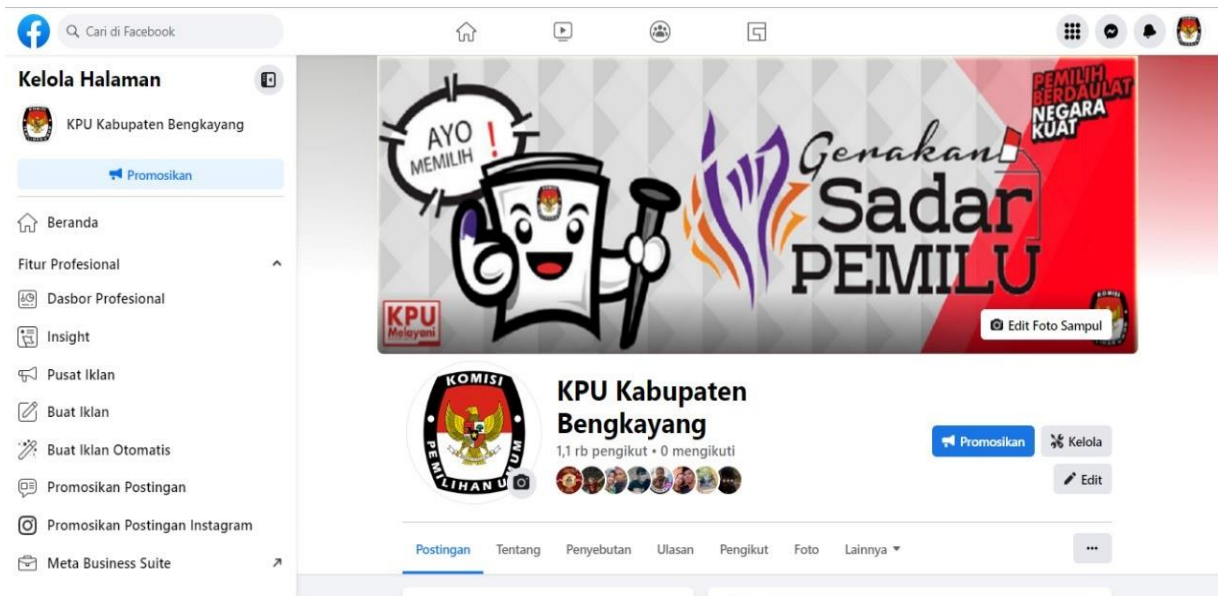 Cari di Facebook
Kelola Halaman
KPU Kabupaten Bengkayang
Promosikan
Beranda
Fitur Profesional
Dasbor Profesional
Insight
Pusat Iklan
Buat Iklan
Buat Iklan Otomatis
Promosikan Postingan
Promosikan Postingan Instagram
Meta Business Suite
AYO
MEMILIH !
Gerakan
Sadar
PEMILU
PEMILIH
BERDAULAT
NEGARA
KUAT
KPU
Melayani
KOMISI
Edit Foto Sampul
KOMISI
PEMILIHAN UMUM
KPU Kabupaten
Bengkayang
1,1 rb pengikut • 0 mengikuti
Promosikan
Kelola
Edit
Postingan Tentang Penyebutan Ulasan Pengikut Foto Lainnya